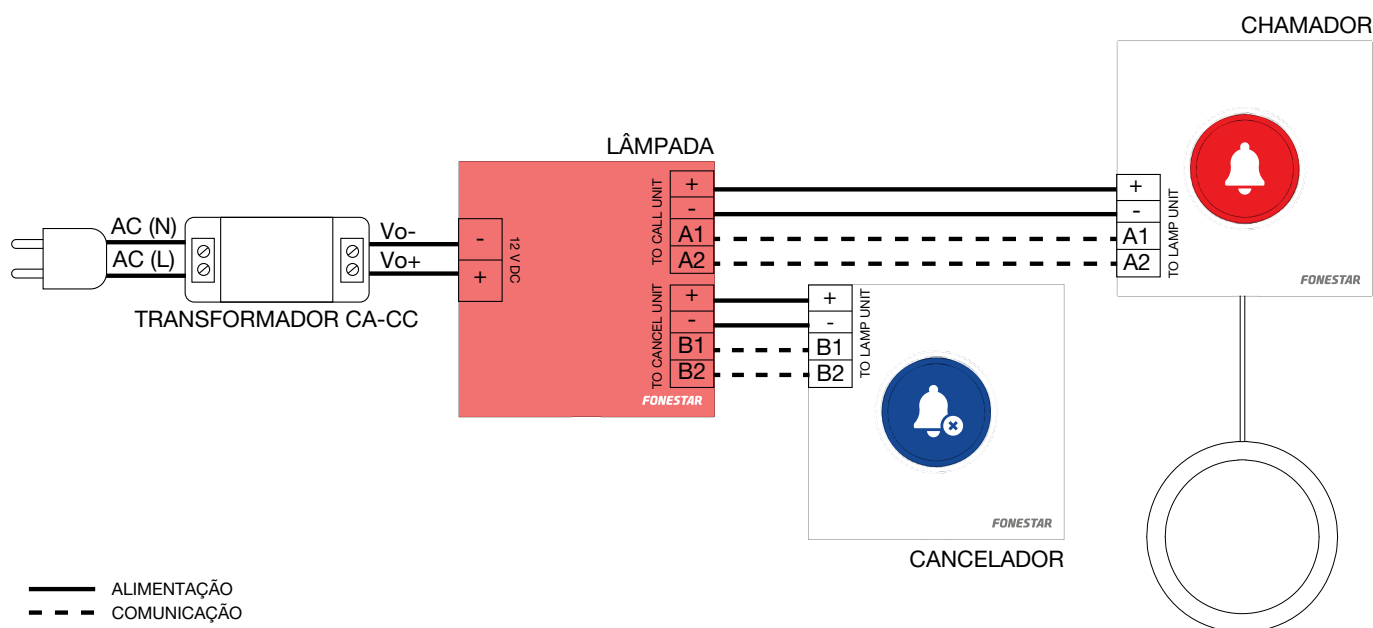 CHAMADOR
LÂMPADA
AC (N)
AC (L)
Vo-
Vo+
-
+
12 V DC
TRANSFORMADOR CA-CC
TO CALL UNIT
+
-
A1
A2
TO CANCEL UNIT
+
-
B1
B2
FONESTAR
+
-
A1
A2
TO LAMP UNIT
FONESTAR
+
-
B1
B2
TO LAMP UNIT
FONESTAR
CANCELADOR
ALIMENTAÇÃO
COMUNICAÇÃO